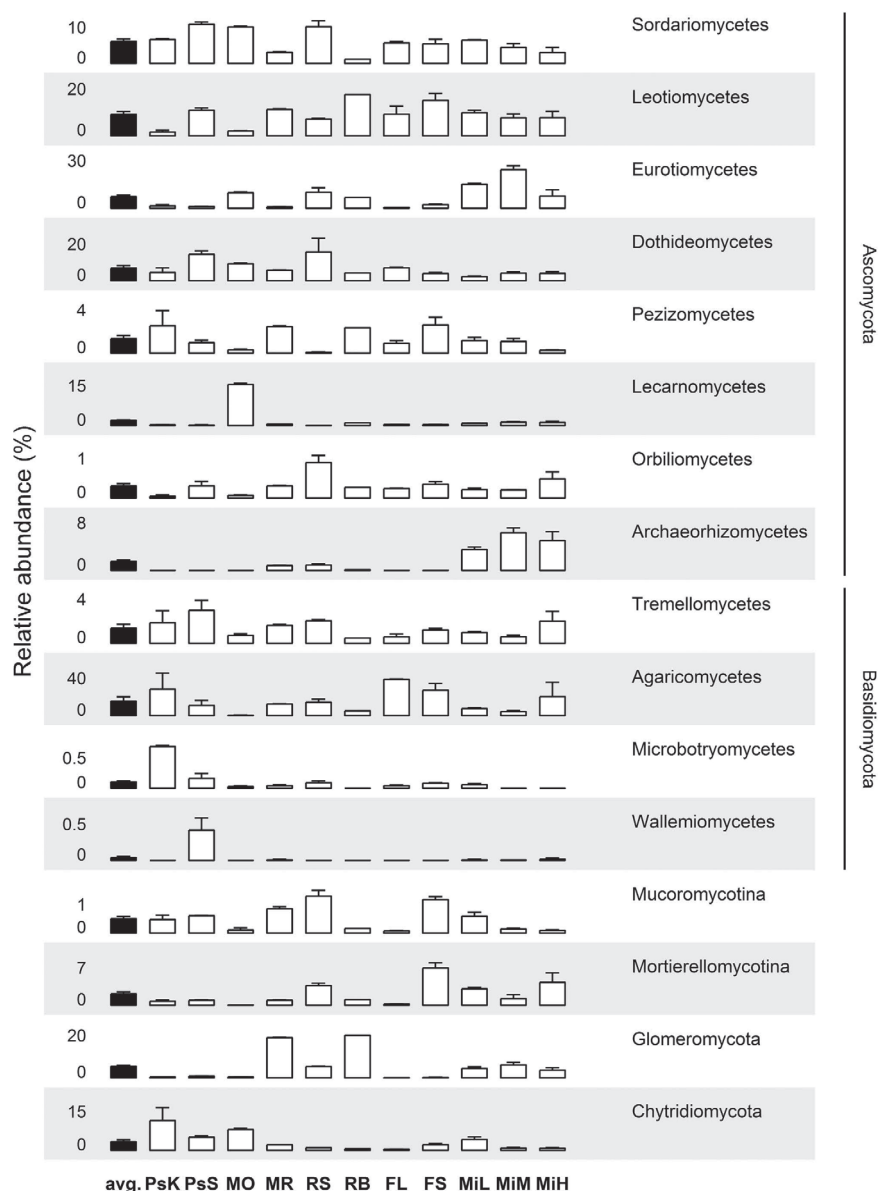 10
0
Sordariomycetes
20
0
Leotiomycetes
30
0
Eurotiomycetes
20
0
Dothideomycetes
4
0
Pezizomycetes
15
0
Lecarnomycetes
1
0
Orbiliomycetes
8
0
Archaeorhizomycetes
4
0
Tremellomycetes
40
0
Agaricomycetes
0.5
0
Microbotryomycetes
0.5
0
Wallemiomycetes
1
0
Mucoromycotina
7
0
Mortierellomycotina
20
0
Glomeromycota
15
0
Chytridiomycota
Relative abundance (%)
Ascomycota
Basidiomycota
avg. PsK PsS MO MR RS RB FL FS MiL MiM MiH